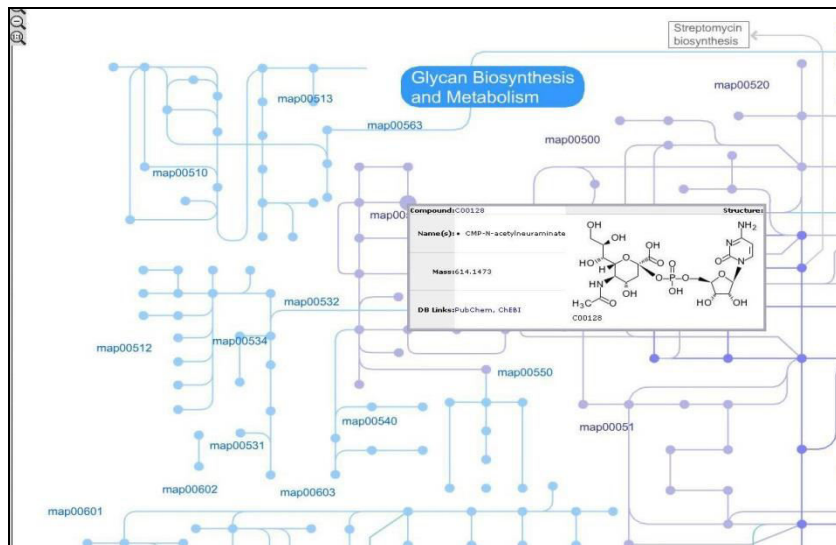 Streptomycin
biosynthesis
Glycan Biosynthesis
and Metabolism
map00520
map00513
map00563
map00500
map00510
Compound: C00128
Structure:
Name(s): • CMP-N-acetylneuraminate
Mass: 614.1473
DB Links: PubChem, ChEBI
OH
OH
OH
O
OH
O
HN
OH
H₃C
O
O
O
P
OH
O
O
OH
OH
N
N
O
NH₂
C00128
map00532
map00512
map00534
map00550
map00540
map00051
map00531
map00602
map00603
map00601